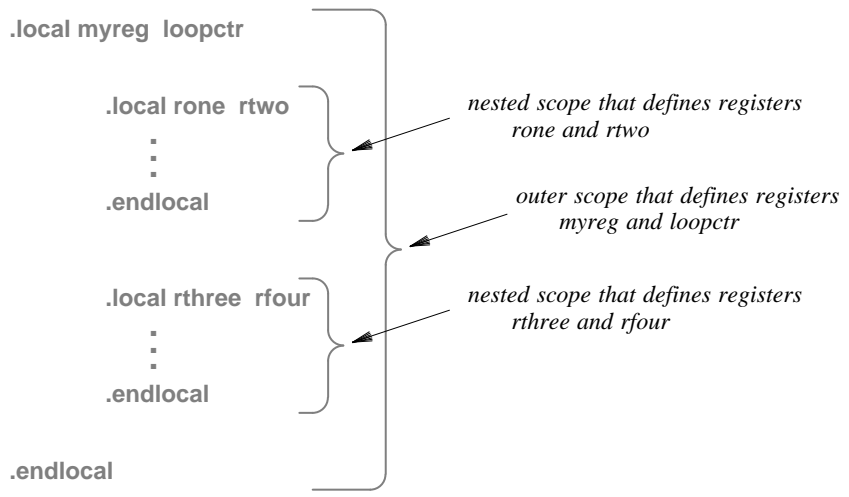 .local myreg loopctr
.local rone rtwo
nested scope that defines registers
rone and rtwo
.endlocal
outer scope that defines registers
myreg and loopctr
.local rthree rfour
nested scope that defines registers
rthree and rfour
.endlocal
.endlocal